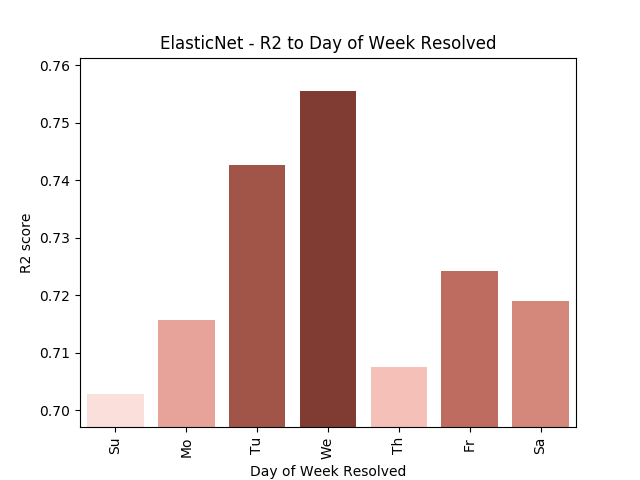 ElasticNet - R2 to Day of Week Resolved
0.76
0.75
0.74
0.73
0.72
0.71
0.70
R2 score
Su
Mo
Tu
We
Th
Fr
Sa
Day of Week Resolved